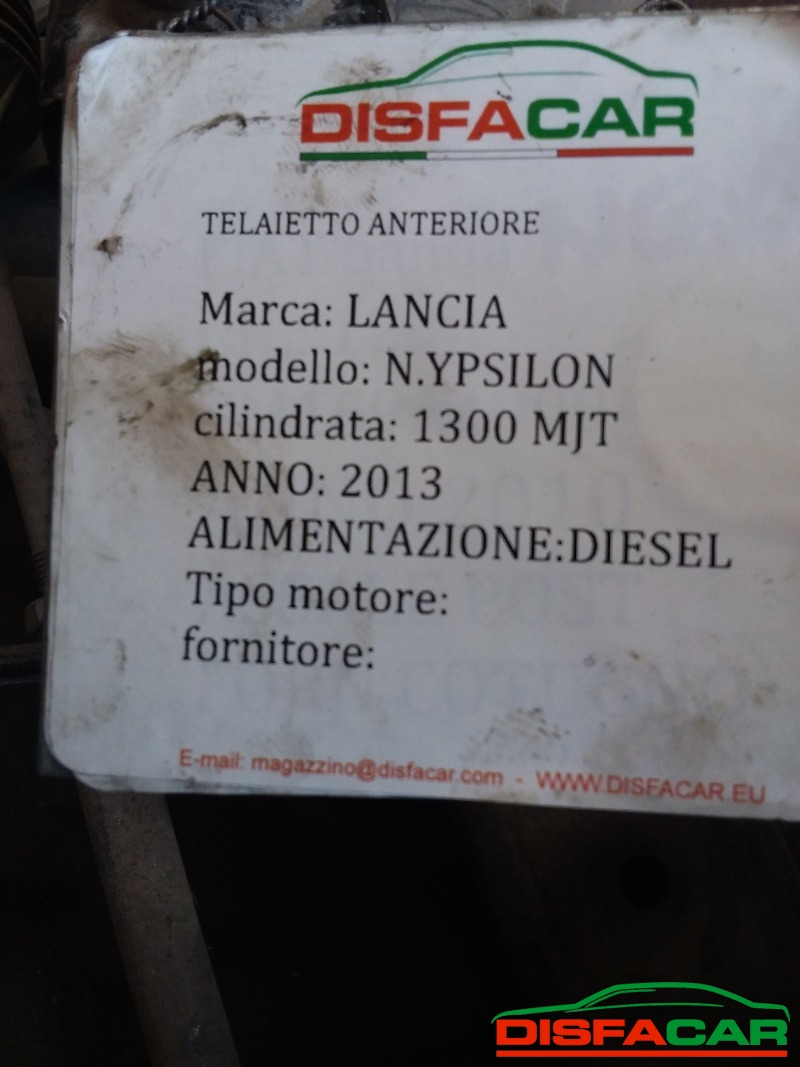 DISFACAR
TELAIETTO ANTERIORE
Marca: LANCIA
modello: N.YPSILON
cilindrata: 1300 MJT
ANNO: 2013
ALIMENTAZIONE:DIESEL
Tipo motore:
fornitore:
E-mail: magazzino@disfacar.com - WWW.DISFACAR.EU
DISFACAR